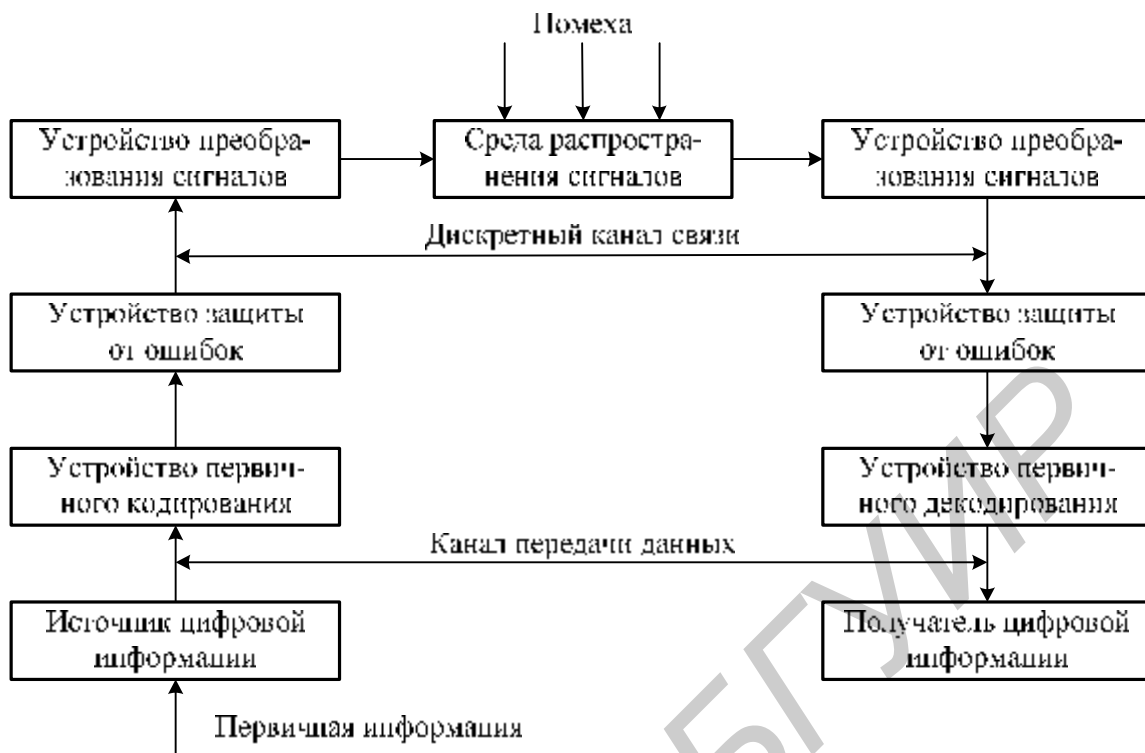 Помеха
Устройство преобра-
зования сигналов
Среда распростра-
нения сигналов
Устройство преобра-
зования сигналов
Дискретный канал связи
Устройство защиты
от ошибок
Устройство защиты
от ошибок
Устройство первич-
ного кодирования
Устройство первич-
ного декодирования
Канал передачи данных
Источник цифровой
информации
Получатель цифровой
информации
Первичная информация
БГУИР